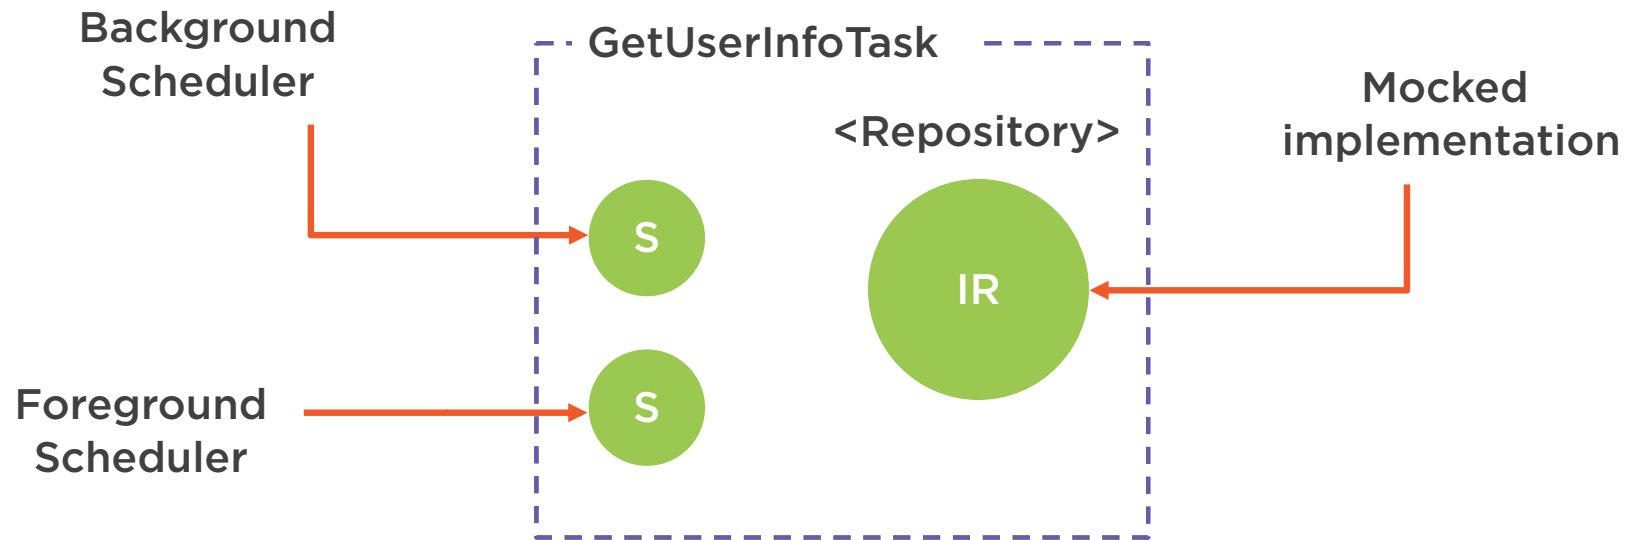 Background
Scheduler
GetUserInfoTask
Mocked
implementation
<Repository>
S
IR
Foreground
Scheduler
S